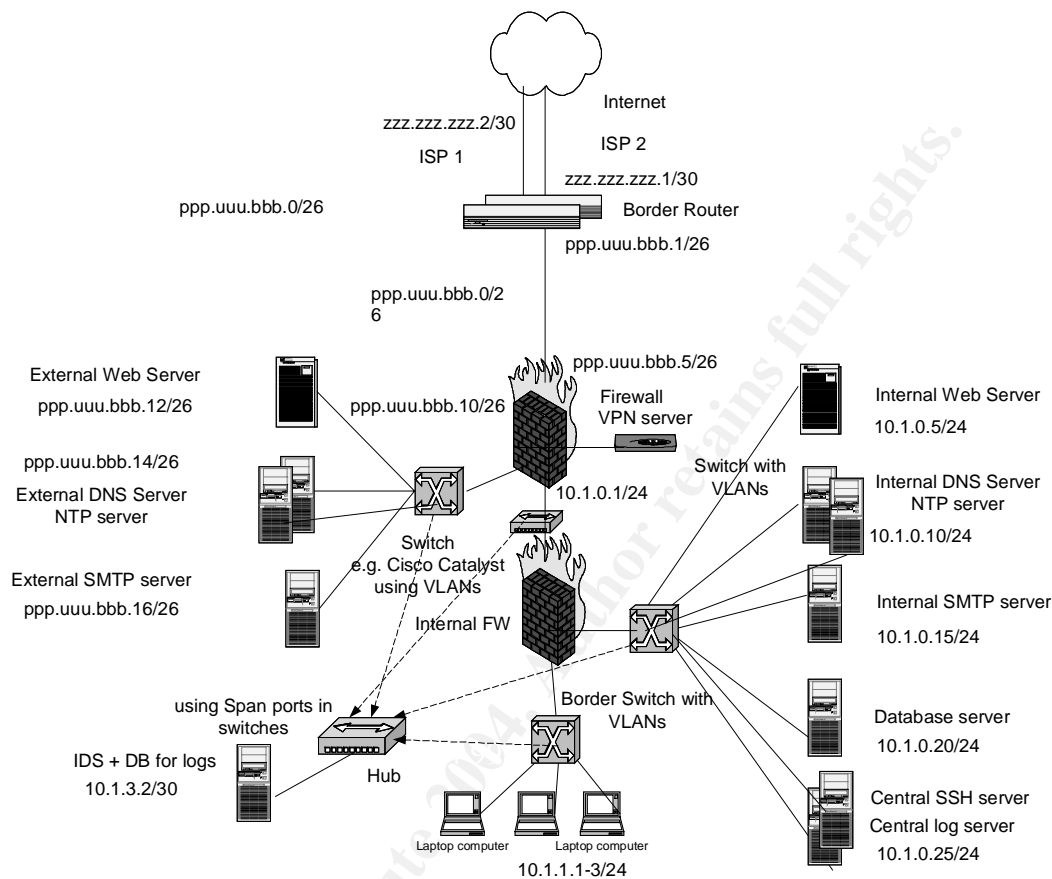 Internet
zzz.zzz.zzz.2/30
ISP 1
ISP 2
zzz.zzz.zzz.1/30
ppp.uuu.bbb.0/26
Border Router
ppp.uuu.bbb.1/26
ppp.uuu.bbb.0/2
6
ppp.uuu.bbb.5/26
External Web Server
ppp.uuu.bbb.12/26
ppp.uuu.bbb.10/26
Firewall
VPN server
Internal Web Server
10.1.0.5/24
ppp.uuu.bbb.14/26
External DNS Server
NTP server
10.1.0.1/24
Switch with
VLANs
Internal DNS Server
NTP server
10.1.0.10/24
Switch
e.g. Cisco Catalyst
using VLANs
External SMTP server
ppp.uuu.bbb.16/26
Internal FW
Internal SMTP server
10.1.0.15/24
using Span ports in
switches
Border Switch with
VLANs
Database server
10.1.0.20/24
IDS + DB for logs
10.1.3.2/30
Hub
Central SSH server
Central log server
10.1.0.25/24
Laptop computer
Laptop computer
10.1.1.1-3/24
ute 2004, Author retains full rights.